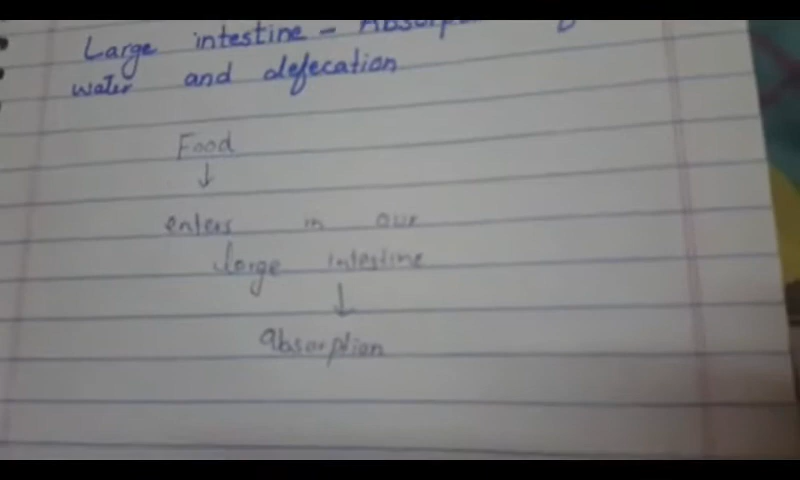 Large intestine -
water and defecation
Food
↓
enters in our
large intestine
↓
absorption